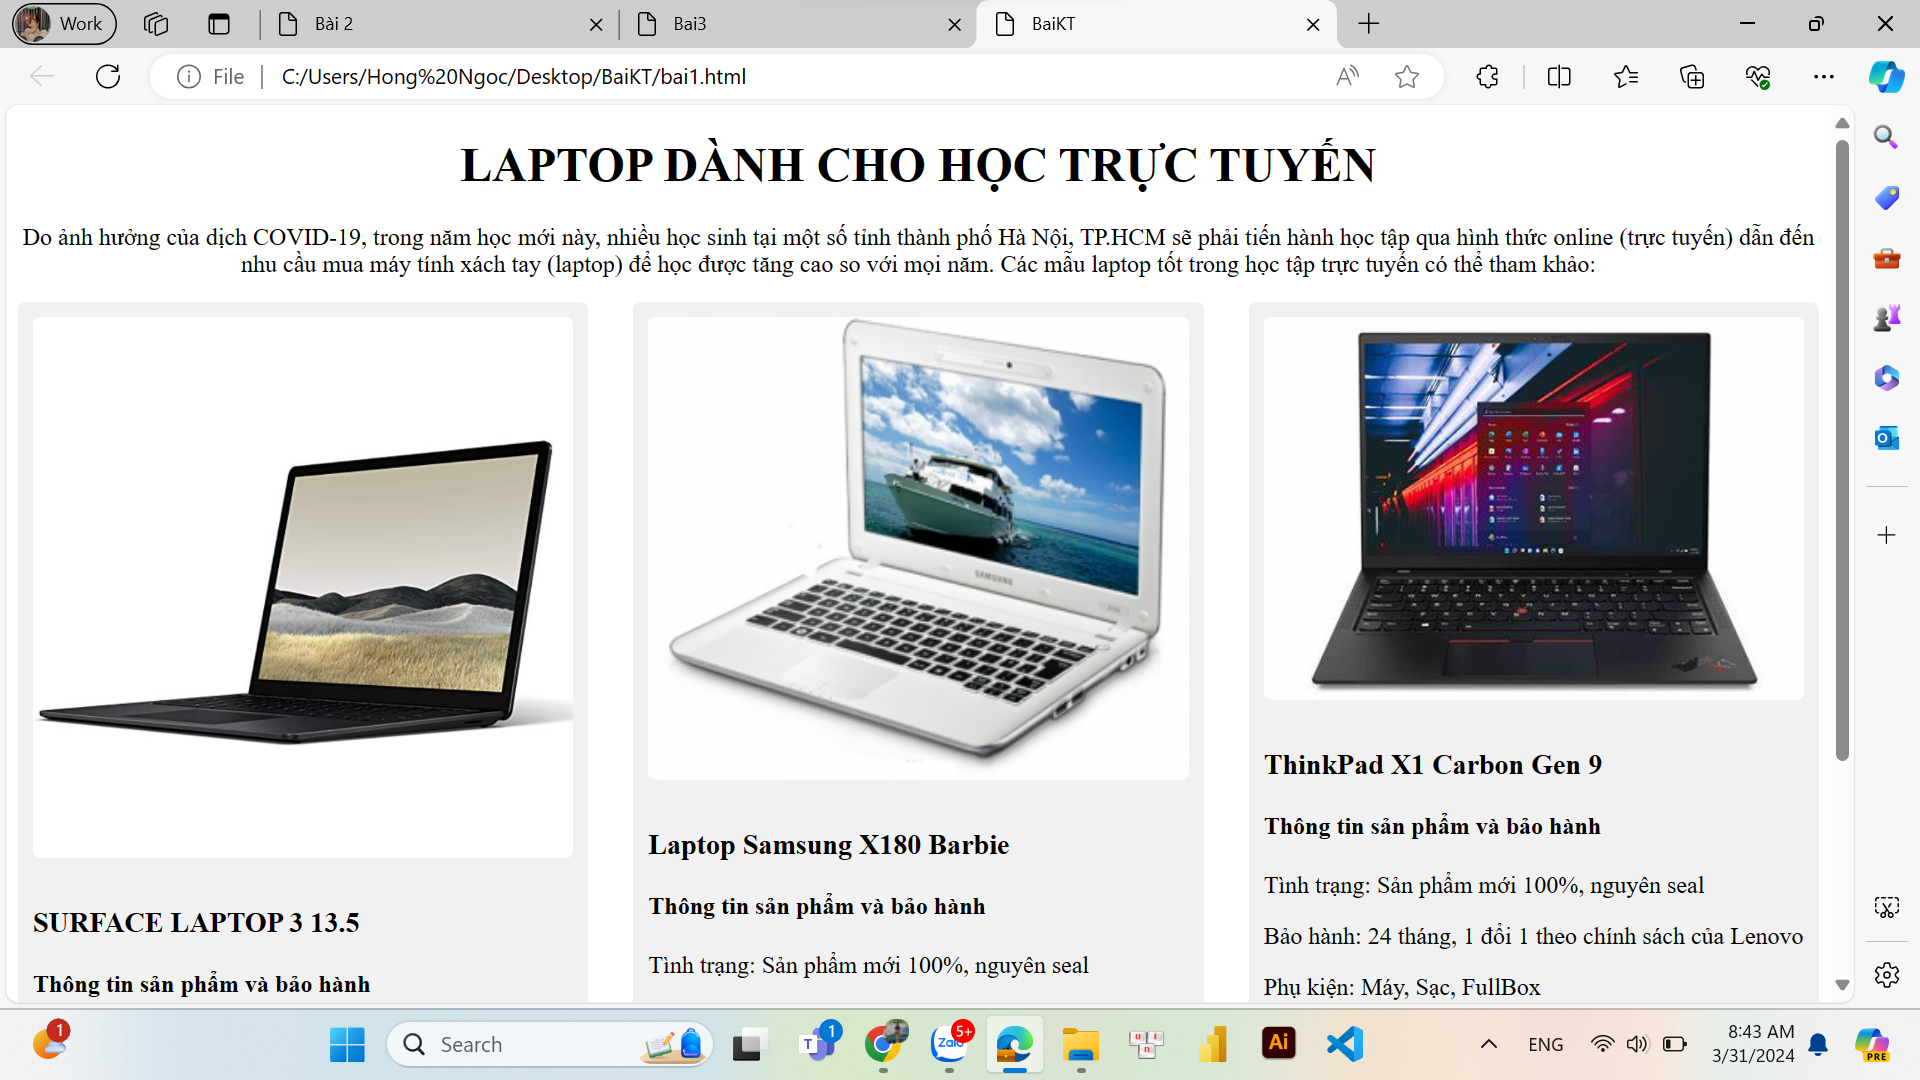 Work
Bài 2
Bai3
BaiKT
File
C:/Users/Hong%20Ngoc/Desktop/BaiKT/bai1.html
LAPTOP DÀNH CHO HỌC TRỰC TUYẾN
Do ảnh hưởng của dịch COVID-19, trong năm học mới này, nhiều học sinh tại một số tỉnh thành phố Hà Nội, TP.HCM sẽ phải tiến hành học tập qua hình thức online (trực tuyến) dẫn đến
nhu cầu mua máy tính xách tay (laptop) để học được tăng cao so với mọi năm. Các mẫu laptop tốt trong học tập trực tuyến có thể tham khảo:
SURFACE LAPTOP 3 13.5
Thông tin sản phẩm và bảo hành
SAMSUNG
Laptop Samsung X180 Barbie
Thông tin sản phẩm và bảo hành
Tình trạng: Sản phẩm mới 100%, nguyên seal
ThinkPad X1 Carbon Gen 9
Thông tin sản phẩm và bảo hành
Tình trạng: Sản phẩm mới 100%, nguyên seal
Bảo hành: 24 tháng, 1 đổi 1 theo chính sách của Lenovo
Phụ kiện: Máy, Sạc, FullBox
1
Search
1
Zalo
5+
Ai
ENG
8:43 AM
3/31/2024
PRE